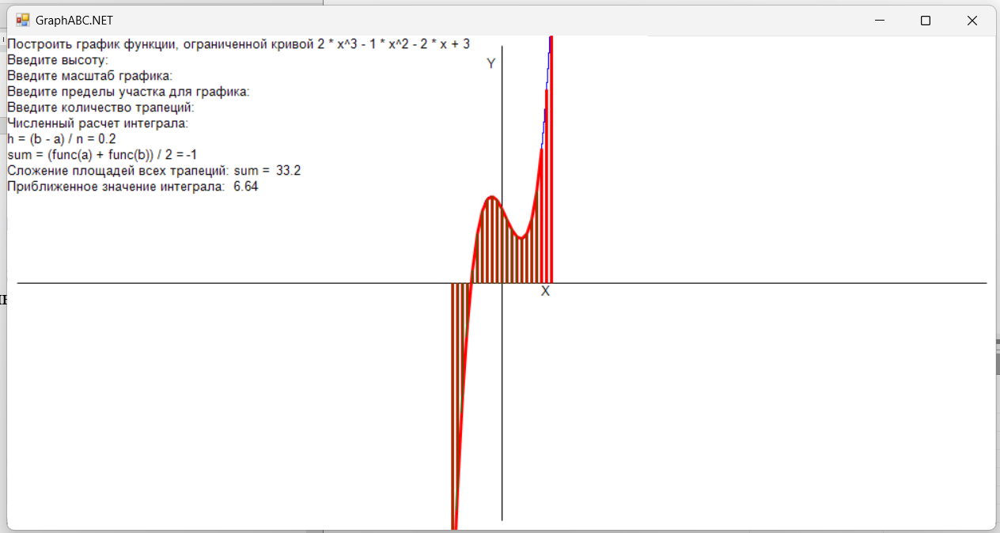 GraphABC.NET
Построить график функции, ограниченной кривой 2 * x^3 - 1 * x^2 - 2 * x + 3
Введите высоту:
Введите масштаб графика:
Введите пределы участка для графика:
Введите количество трапеций:
Численный расчет интеграла:
h = (b - a) / n = 0.2
sum = (func(a) + func(b)) / 2 = -1
Сложение площадей всех трапеций: sum = 33.2
Приближенное значение интеграла: 6.64
Y
X